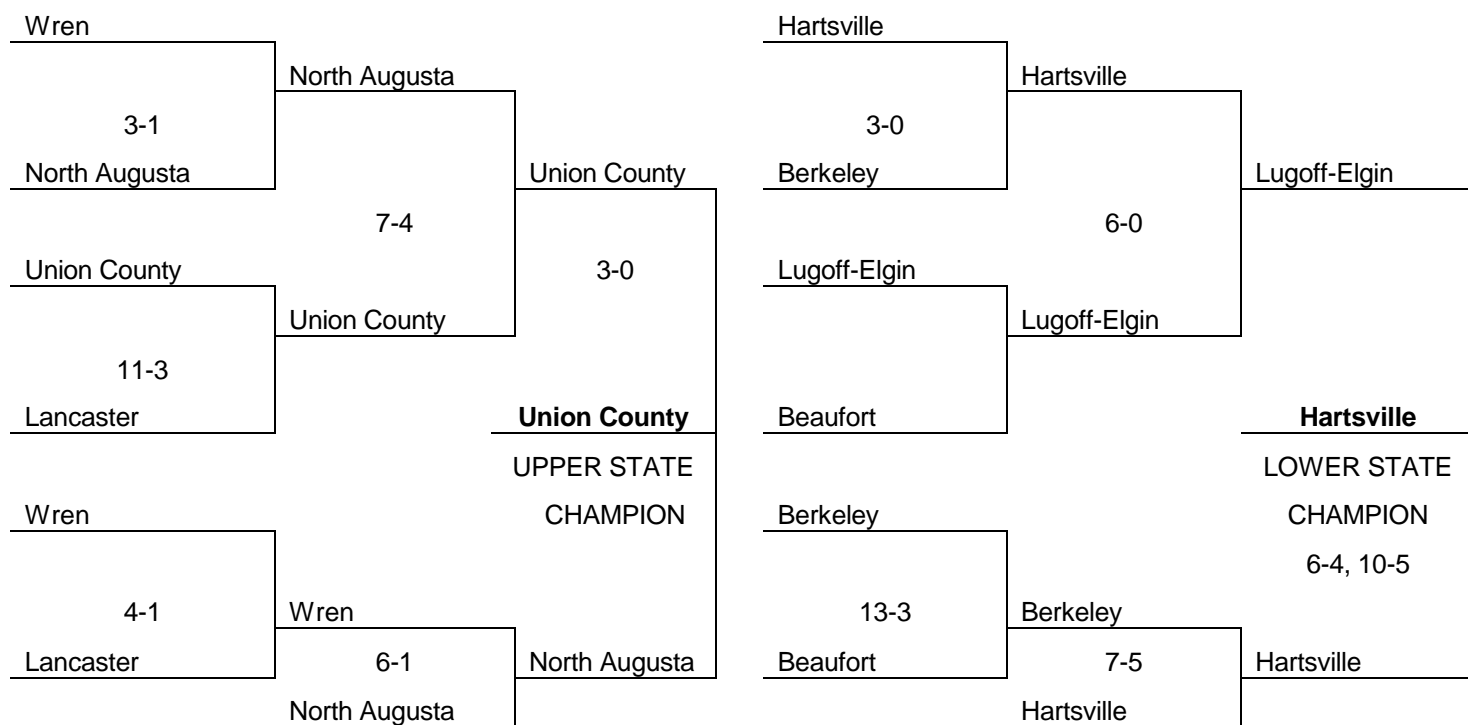 Wren
North Augusta
3-1
North Augusta
Union County
7-4
Union County
3-0
Union County
11-3
Lancaster
Union County
UPPER STATE
CHAMPION
Wren
4-1
Wren
Lancaster
6-1
North Augusta
North Augusta
Hartsville
Hartsville
3-0
Berkeley
Lugoff-Elgin
6-0
Lugoff-Elgin
Lugoff-Elgin
Beaufort
Hartsville
LOWER STATE
CHAMPION
6-4, 10-5
Berkeley
13-3
Berkeley
Beaufort
7-5
Hartsville
Hartsville